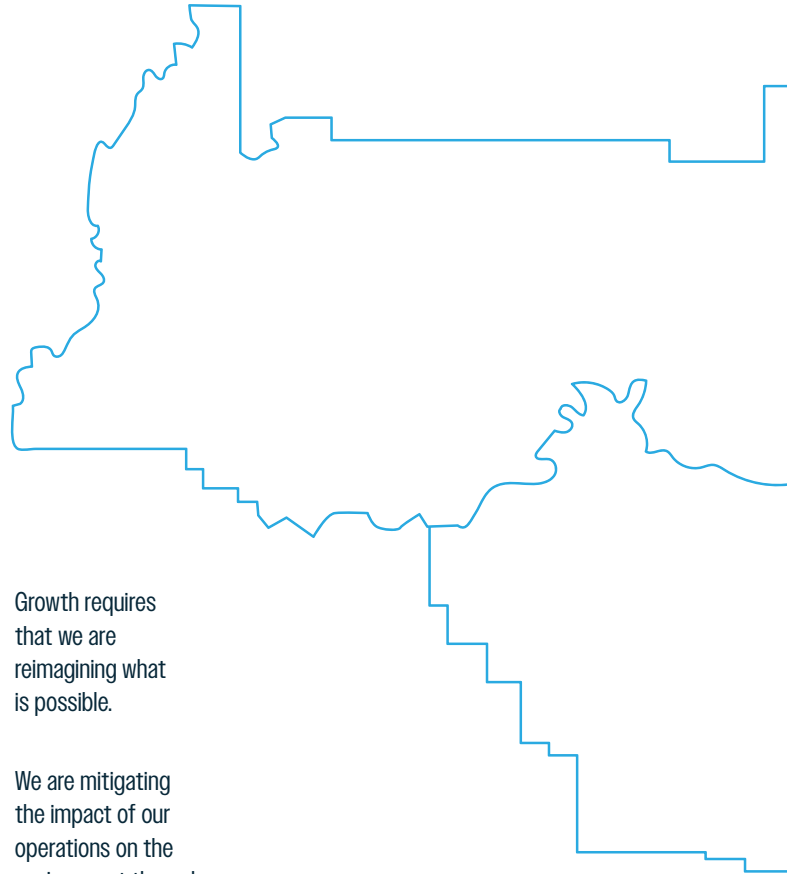 Growth requires
that we are
reimagining what
is possible.
We are mitigating
the impact of our
operations on the